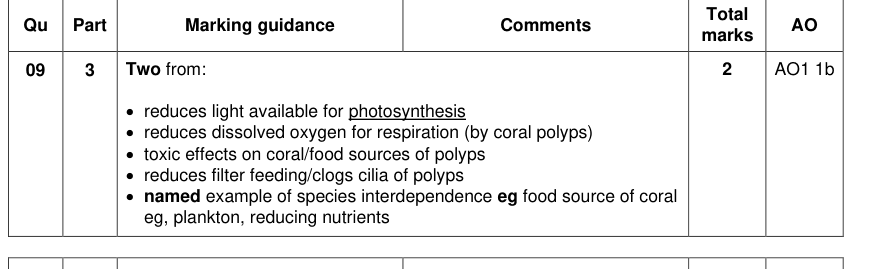 Qu Part Marking guidance Comments Total marks AO
09 3 Two from: 2 AO1 1b
• reduces light available for photosynthesis
• reduces dissolved oxygen for respiration (by coral polyps)
• toxic effects on coral/food sources of polyps
• reduces filter feeding/clogs cilia of polyps
• named example of species interdependence eg food source of coral
eg, plankton, reducing nutrients